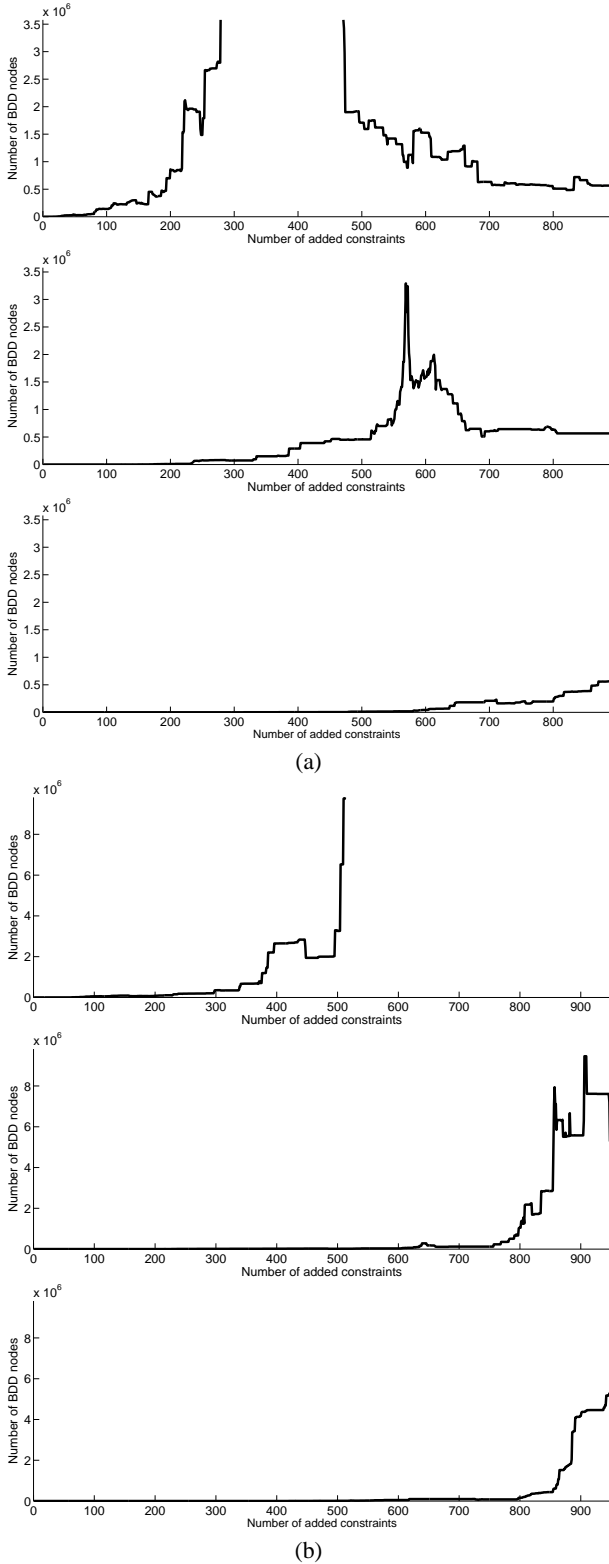 x 10^6
3.5
3
2.5
2
1.5
1
0.5
0
Number of BDD nodes
0 100 200 300 400 500 600 700 800
Number of added constraints
x 10^6
3.5
3
2.5
2
1.5
1
0.5
0
Number of BDD nodes
0 100 200 300 400 500 600 700 800
Number of added constraints
x 10^6
3.5
3
2.5
2
1.5
1
0.5
0
Number of BDD nodes
0 100 200 300 400 500 600 700 800
Number of added constraints
(a)
x 10^6
8
6
4
2
0
Number of BDD nodes
0 100 200 300 400 500 600 700 800 900
Number of added constraints
x 10^6
8
6
4
2
0
Number of BDD nodes
0 100 200 300 400 500 600 700 800 900
Number of added constraints
x 10^6
8
6
4
2
0
Number of BDD nodes
0 100 200 300 400 500 600 700 800 900
Number of added constraints
(b)